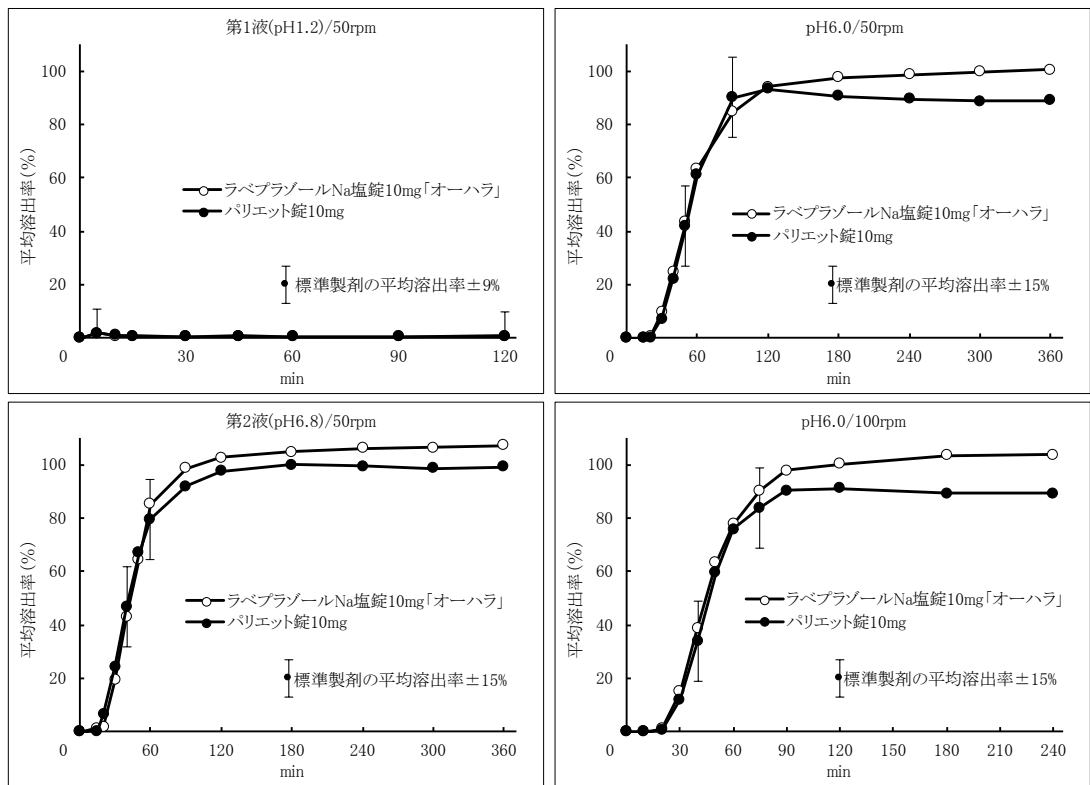 第1液(pH1.2)/50rpm
平均溶出率(%)
100
80
60
40
20
0
30
60
90
120
min
ラベプラゾールNa塩錠10mg「オーハラ」
パリエット錠10mg
標準製剤の平均溶出率±9%
pH6.0/50rpm
平均溶出率(%)
100
80
60
40
20
0
60
120
180
240
300
360
min
ラベプラゾールNa塩錠10mg「オーハラ」
パリエット錠10mg
標準製剤の平均溶出率±15%
第2液(pH6.8)/50rpm
平均溶出率(%)
100
80
60
40
20
0
60
120
180
240
300
360
min
ラベプラゾールNa塩錠10mg「オーハラ」
パリエット錠10mg
標準製剤の平均溶出率±15%
pH6.0/100rpm
平均溶出率(%)
100
80
60
40
20
0
30
60
90
120
150
180
210
240
min
ラベプラゾールNa塩錠10mg「オーハラ」
パリエット錠10mg
標準製剤の平均溶出率±15%